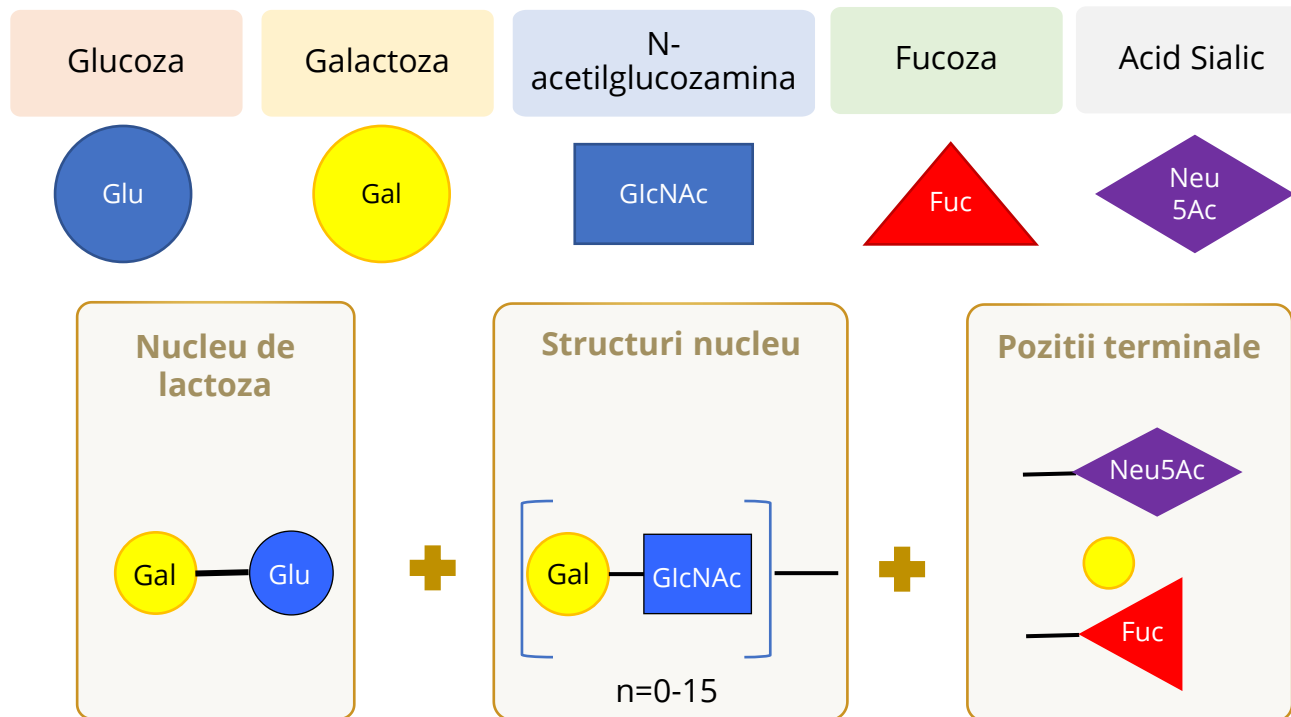 Glucoza
Galactoza
N-
acetilglucozamina
Fucoza
Acid Sialic
Glu
Gal
GlcNAc
Fuc
Neu
5Ac
Nucleu de
lactoza
Structuri nucleu
Pozitii terminale
Gal
Glu
Gal
GlcNAc
n=0-15
Neu5Ac
Fuc